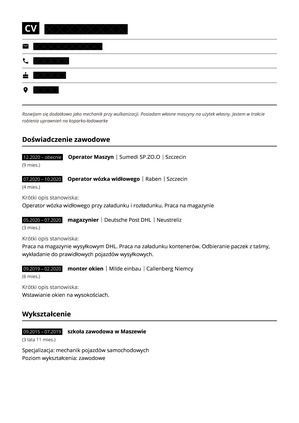 CV
Rozwijam się dodatkowo jako mechanik przy wulkanizacji. Posiadam własne maszyny na użytek własny. Jestem w trakcie
robienia uprawnień na koparko-ładowarke
Doświadczenie zawodowe
12.2020 – obecnie Operator Maszyn | Sumedi SP.ZO.O | Szczecin
(9 mies.)
07.2020 – 10.2020 Operator wózka widłowego | Raben | Szczecin
(4 mies.)
Krótki opis stanowiska:
Operator wózka widłowego przy załadunku i rozładunku. Praca na magazynie
05.2020 – 07.2020 magazynier | Deutsche Post DHL | Neustreliz
(3 mies.)
Krótki opis stanowiska:
Praca na magazynie wysyłkowym DHL. Praca na załadunku kontenerów. Odbieranie paczek z taśmy,
wykładanie do prawidłowych pojazdów wysyłkowych.
09.2019 – 02.2020 monter okien | Milde einbau | Callenberg Niemcy
(6 mies.)
Krótki opis stanowiska:
Wstawianie okien na wysokościach.
Wykształcenie
09.2015 – 07.2019 szkoła zawodowa w Maszewie
(3 lata 11 mies.)
Specjalizacja: mechanik pojazdów samochodowych
Poziom wykształcenia: zawodowe